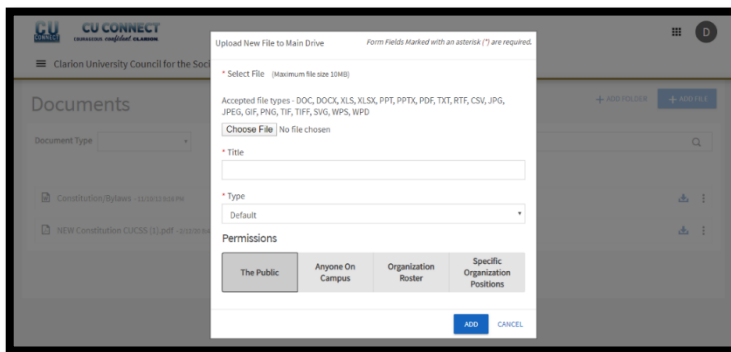 CU CONNECT
COURAGEOUS. confident. CLARION.
D
Clarion University Council for the Soci
Documents
+ ADD FOLDER
+ ADD FILE
Document Type
Constitution/Bylaws
NEW Constitution CUCSS (1).pdf
Upload New File to Main Drive
Form Fields Marked with an asterisk (*) are required.
* Select File (Maximum file size 10MB)
Accepted file types - DOC, DOCX, XLS, XLSX, PPT, PPTX, PDF, TXT, RTF, CSV, JPG,
JPEG, GIF, PNG, TIF, TIFF, SVG, WPS, WPD
Choose File No file chosen
* Title
* Type
Default
Permissions
The Public
Anyone On
Campus
Organization
Roster
Specific
Organization
Positions
ADD
CANCEL